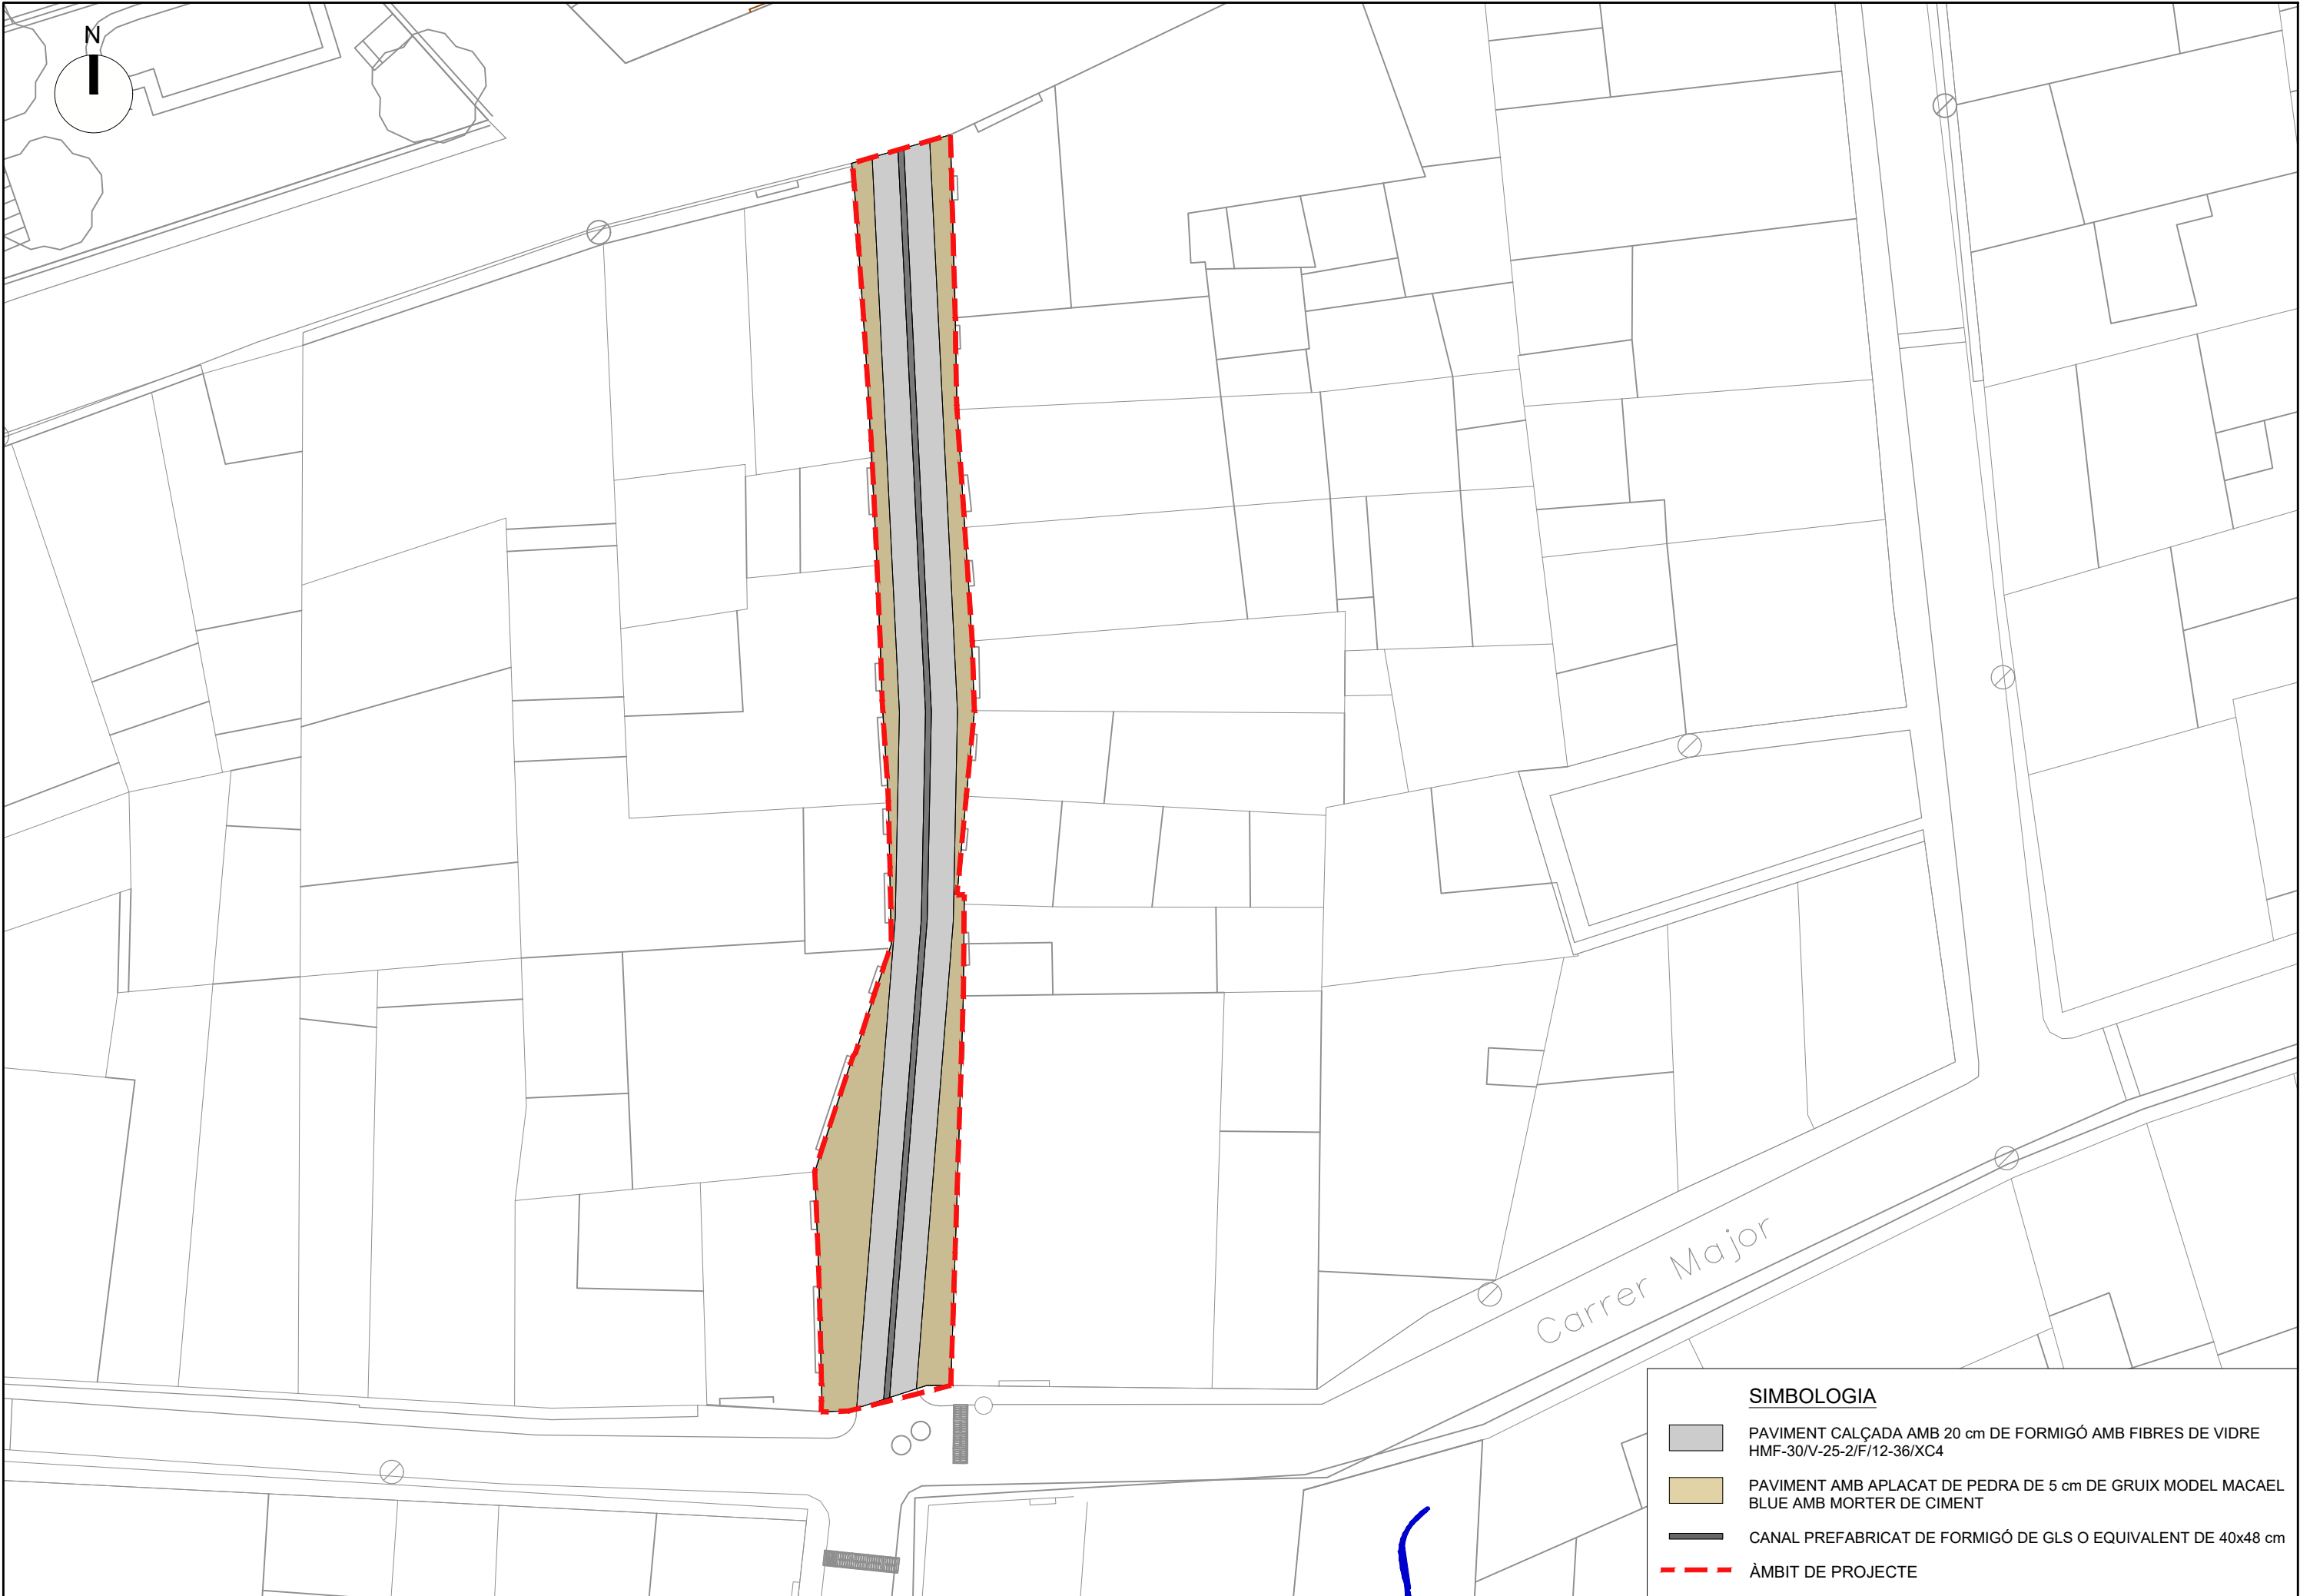 N
Carrer Major
SIMBOLOGIA
PAVIMENT CALÇADA AMB 20 cm DE FORMIGÓ AMB FIBRES DE VIDRE
HMF-30/V-25-2/F/12-36/XC4
PAVIMENT AMB APLACAT DE PEDRA DE 5 cm DE GRUIX MODEL MACAEL
BLUE AMB MORTER DE CIMENT
CANAL PREFABRICAT DE FORMIGÓ DE GLS O EQUIVALENT DE 40x48 cm
ÀMBIT DE PROJECTE